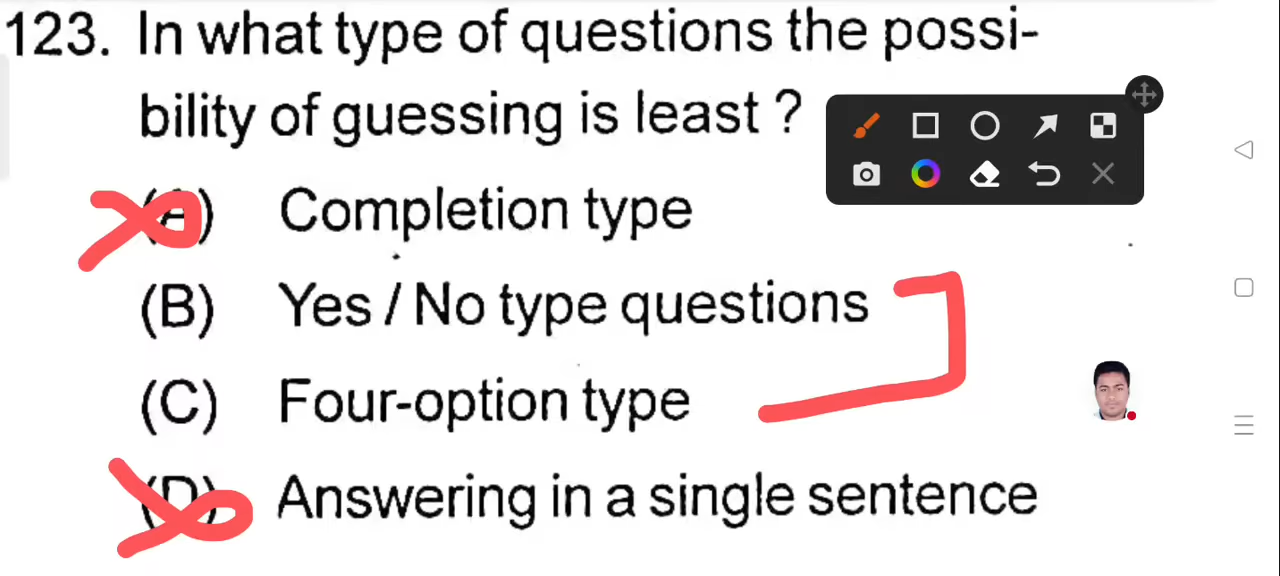 123. In what type of questions the possi-
bility of guessing is least ?
(A) Completion type
(B) Yes / No type questions
(C) Four-option type
(D) Answering in a single sentence